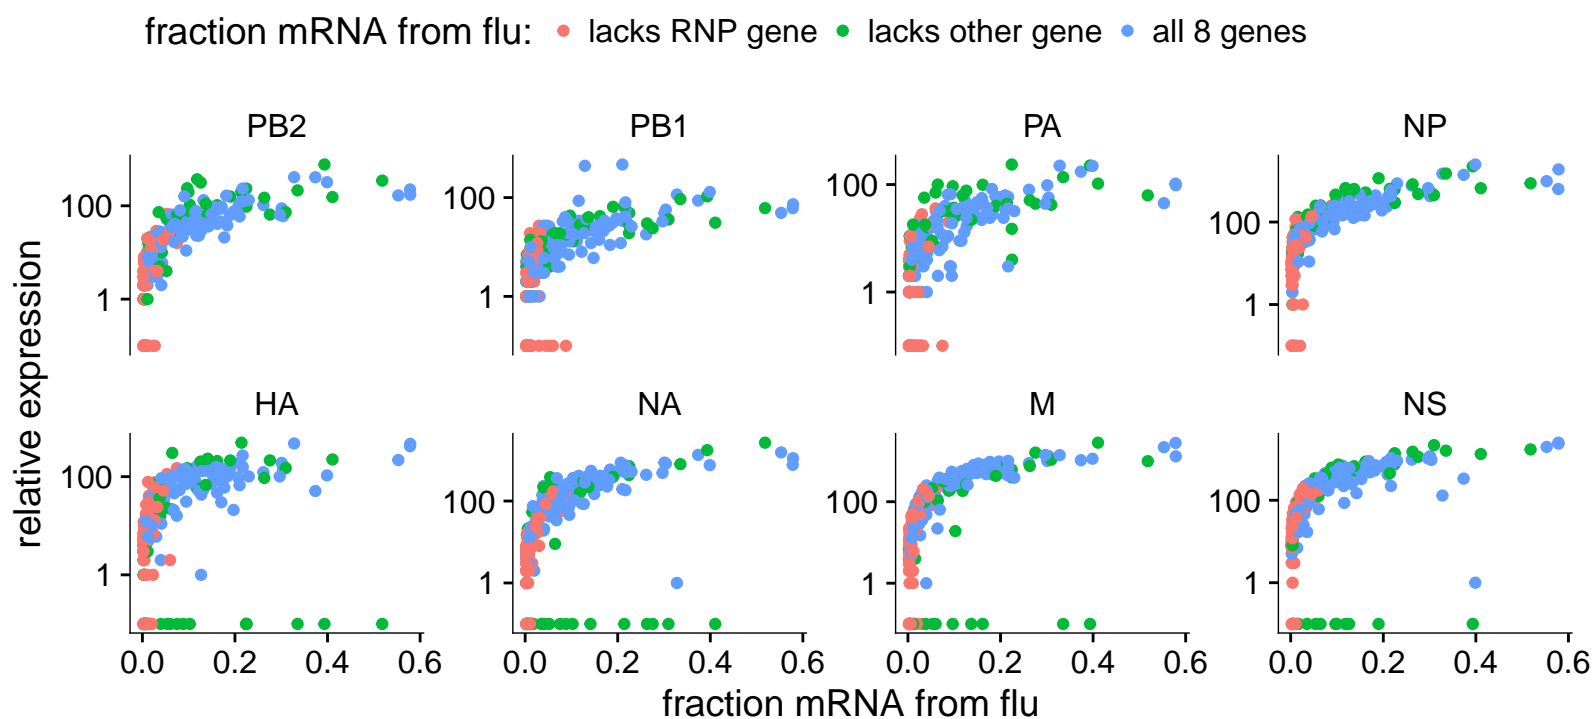 fraction mRNA from flu: lacks RNP gene lacks other gene all 8 genes
PB2 PB1 PA NP
100 100 100 100
1 1 1 1
relative expression
HA NA M NS
100 100 100 100
1 1 1 1
0.0 0.2 0.4 0.6 0.0 0.2 0.4 0.6 0.0 0.2 0.4 0.6 0.0 0.2 0.4 0.6
fraction mRNA from flu